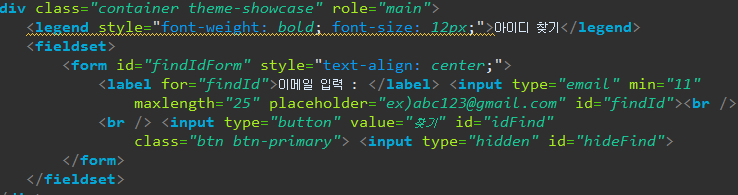 div class="container theme-showcase" role="main">
<legend style="font-weight: bold; font-size: 12px;">아이디 찾기</legend>
<fieldset>
<form id="findIdForm" style="text-align: center;">
<label for="findId">이메일 입력 : </label> <input type="email" min="11"
maxlength="25" placeholder="ex)abc123@gmail.com" id="findId"><br />
<br /> <input type="button" value="찾기" id="idFind"
class="btn btn-primary"> <input type="hidden" id="hideFind">
</form>
</fieldset>